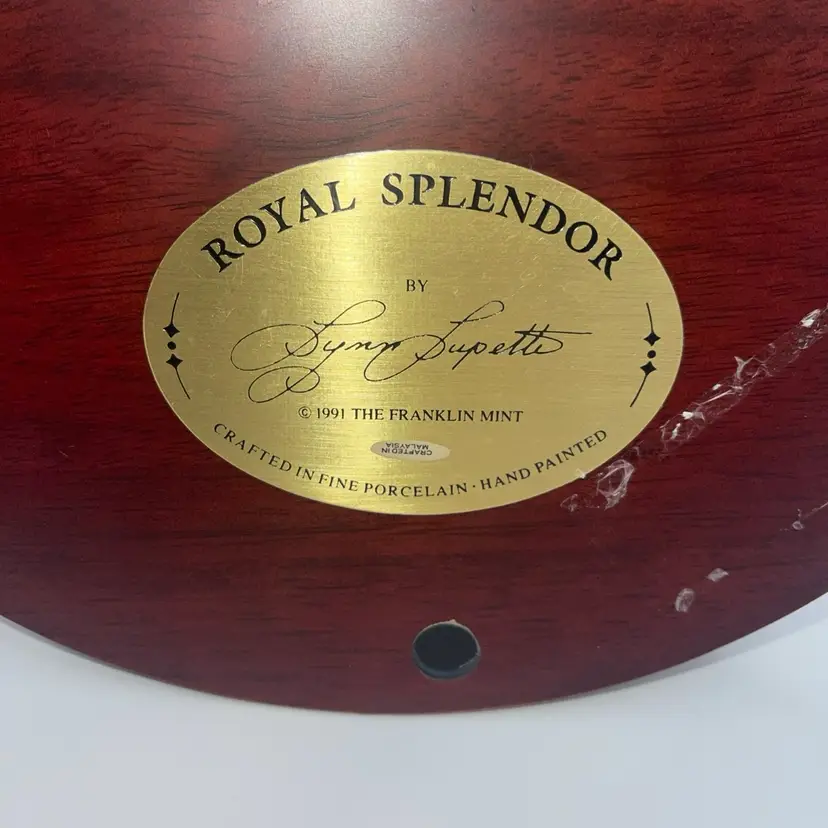 ROYAL SPLENDOR
BY
Lynn Lupetti
© 1991 THE FRANKLIN MINT
CRAFTED IN
MALAYSIA
CRAFTED IN FINE PORCELAIN · HAND PAINTED